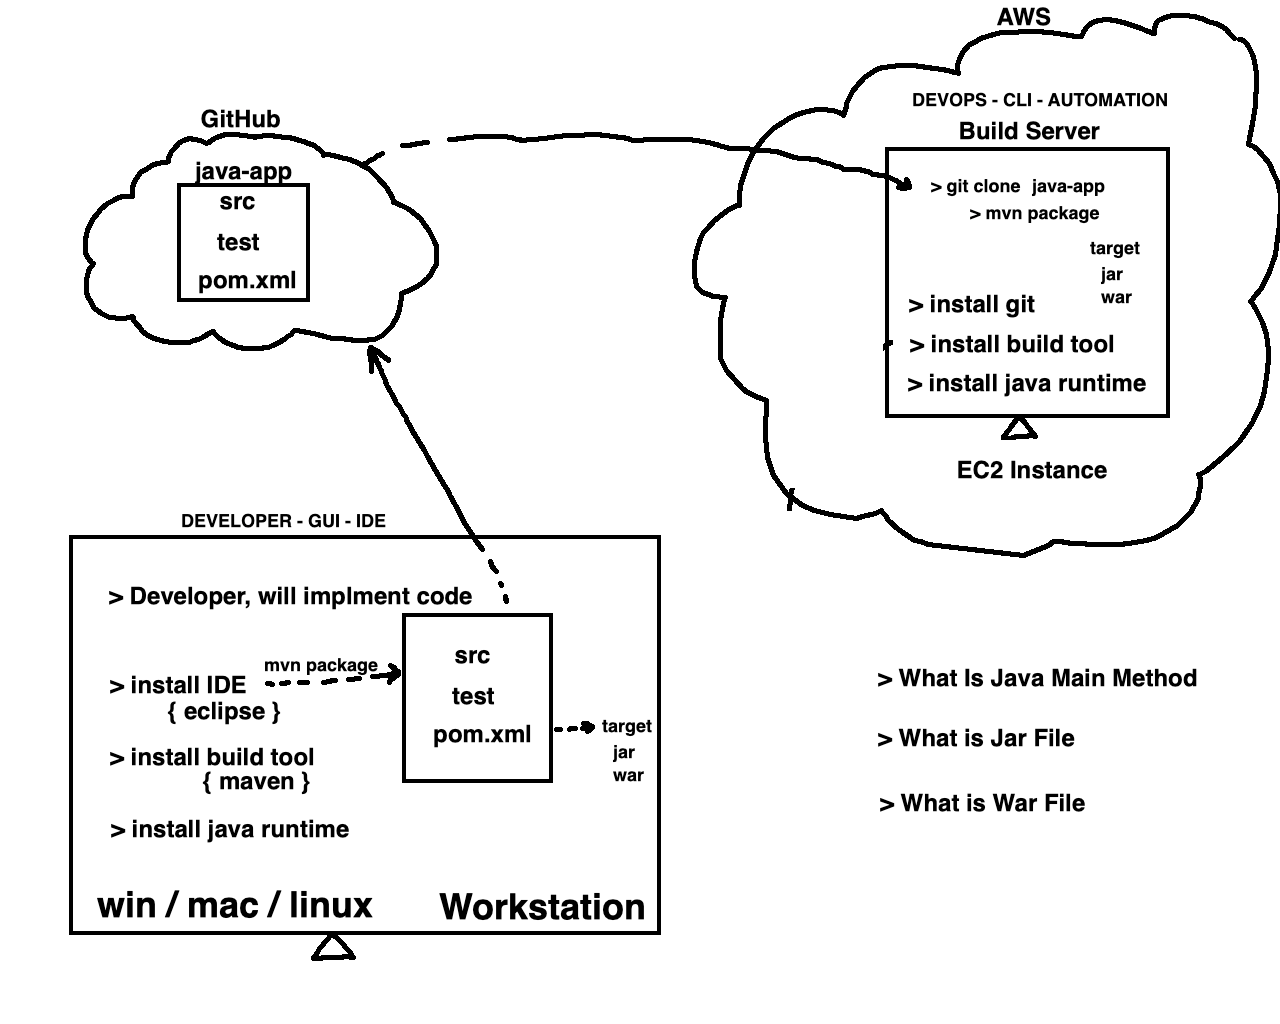 AWS
DEVOPS - CLI - AUTOMATION
Build Server
> git clone java-app
> mvn package
target
jar
war
> install git
> install build tool
> install java runtime
EC2 Instance
GitHub
java-app
src
test
pom.xml
DEVELOPER - GUI - IDE
> Developer, will implment code
mvn package
> install IDE
{ eclipse }
> install build tool
{ maven }
> install java runtime
src
test
pom.xml
target
jar
war
win / mac / linux
Workstation
> What Is Java Main Method
> What is Jar File
> What is War File